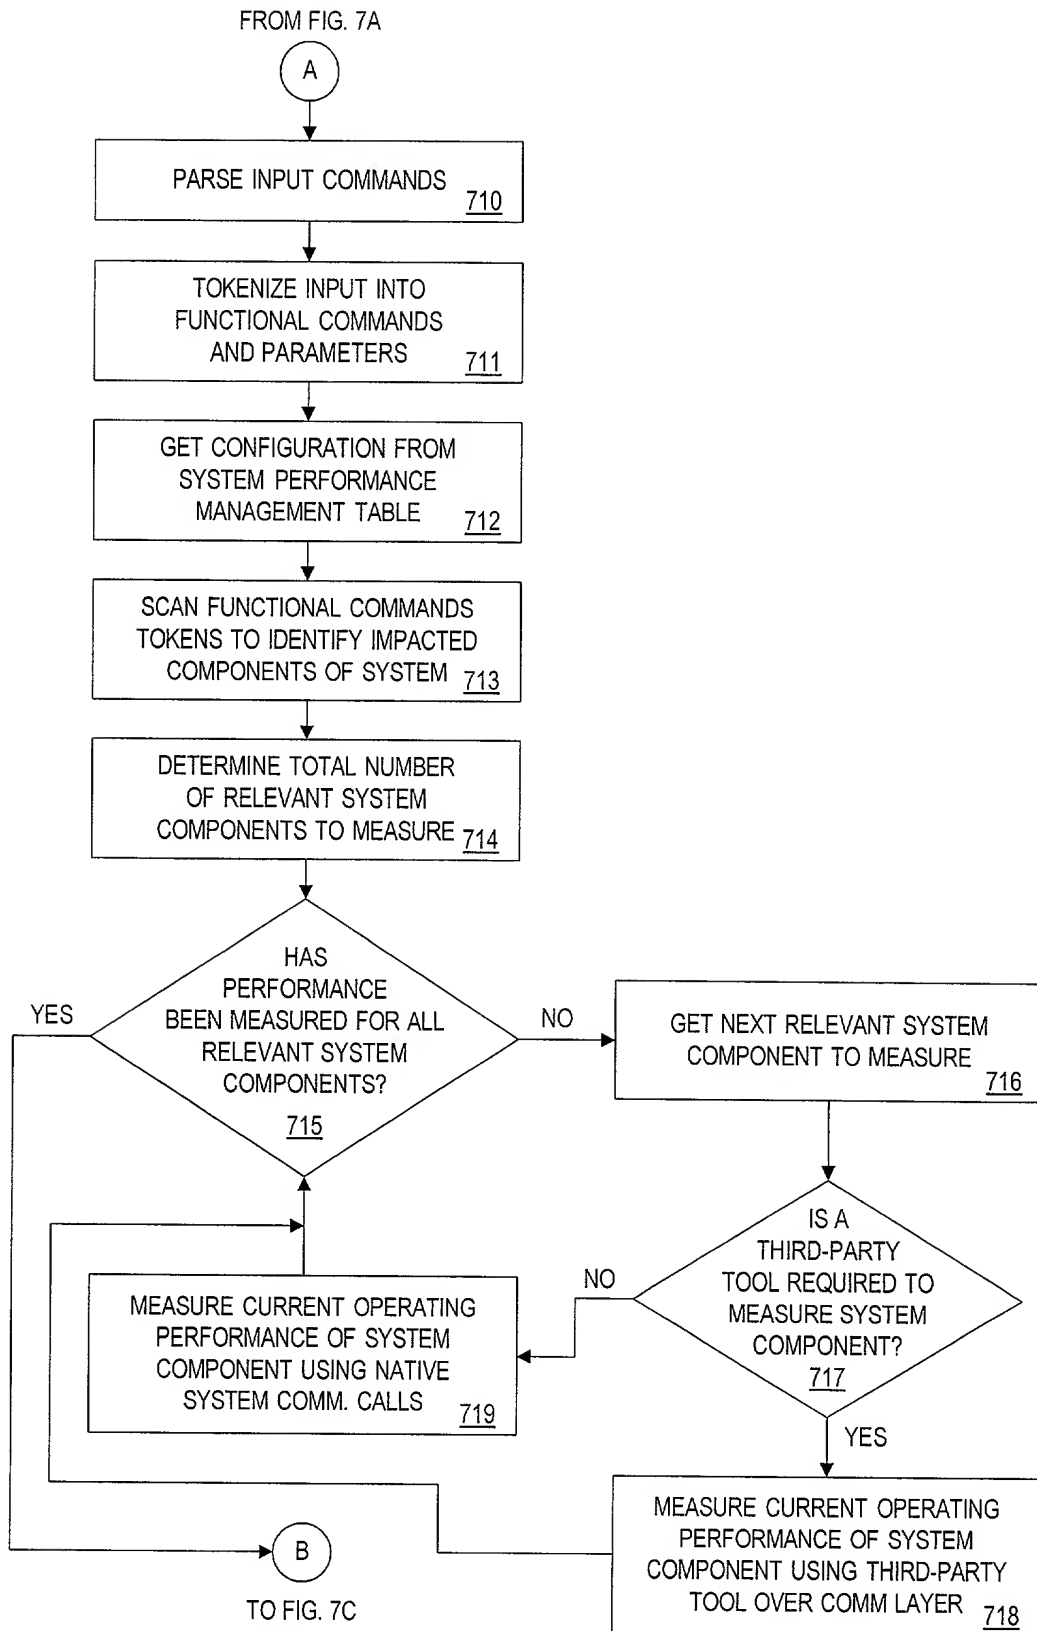 FROM FIG. 7A
A
PARSE INPUT COMMANDS
710
TOKENIZE INPUT INTO
FUNCTIONAL COMMANDS
AND PARAMETERS
711
GET CONFIGURATION FROM
SYSTEM PERFORMANCE
MANAGEMENT TABLE
712
SCAN FUNCTIONAL COMMANDS
TOKENS TO IDENTIFY IMPACTED
COMPONENTS OF SYSTEM
713
DETERMINE TOTAL NUMBER
OF RELEVANT SYSTEM
COMPONENTS TO MEASURE
714
HAS
PERFORMANCE
BEEN MEASURED FOR ALL
RELEVANT SYSTEM
COMPONENTS?
715
YES
NO
GET NEXT RELEVANT SYSTEM
COMPONENT TO MEASURE
716
IS A
THIRD-PARTY
TOOL REQUIRED TO
MEASURE SYSTEM
COMPONENT?
717
NO
YES
MEASURE CURRENT OPERATING
PERFORMANCE OF SYSTEM
COMPONENT USING NATIVE
SYSTEM COMM. CALLS
719
MEASURE CURRENT OPERATING
PERFORMANCE OF SYSTEM
COMPONENT USING THIRD-PARTY
TOOL OVER COMM LAYER
718
B
TO FIG. 7C